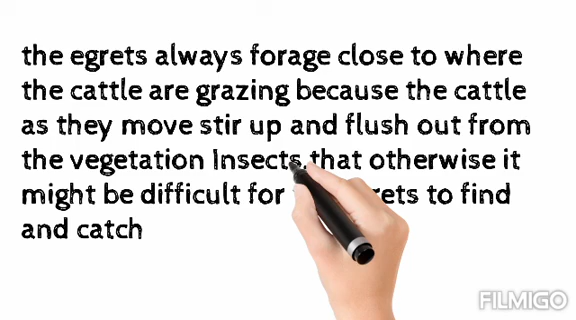 the egrets always forage close to where
the cattle are grazing because the cattle
as they move stir up and flush out from
the vegetation Insects,that otherwise it
might be difficult for to find
and catch
FILMIGO